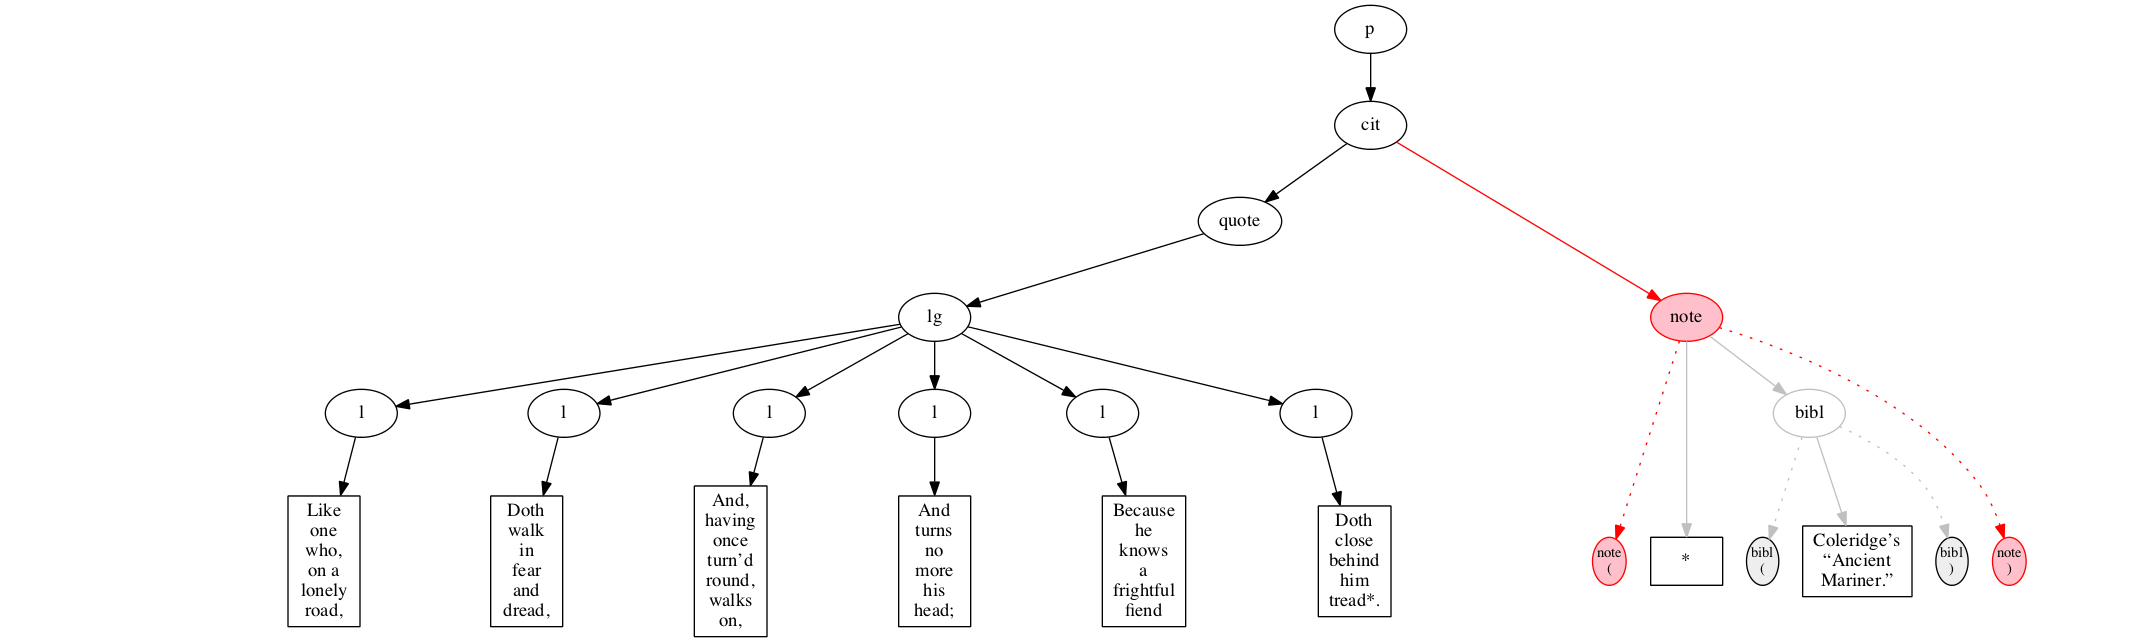 p
cit
quote
lg
note
l
l
l
l
l
l
bibl
Like
one
who,
on a
lonely
road,
Doth
walk
in
fear
and
dread,
And,
having
once
turn’d
round,
walks
on,
And
turns
no
more
his
head;
Because
he
knows
a
frightful
fiend
Doth
close
behind
him
tread*.
note
(
*
bibl
(
Coleridge’s
“Ancient
Mariner.”
bibl
)
note
)